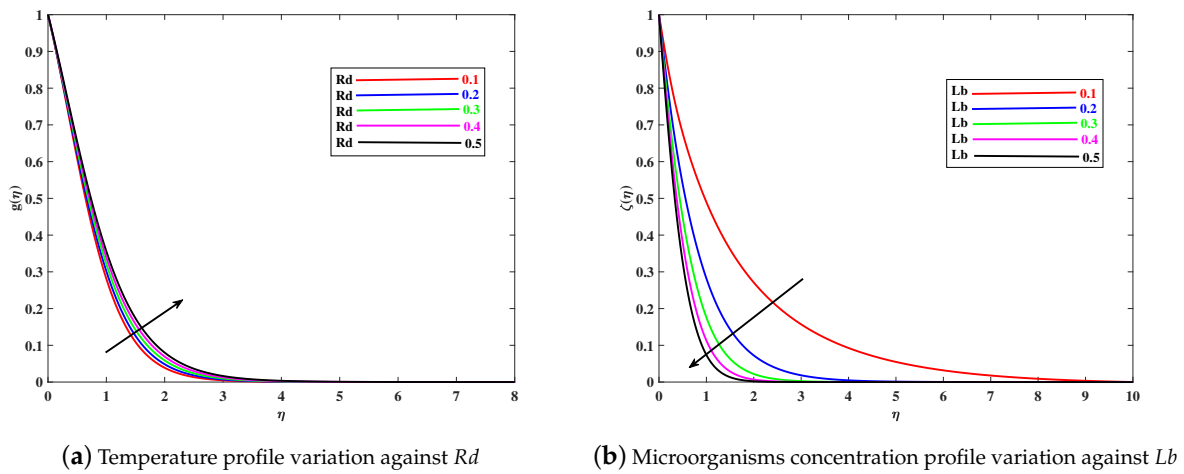 1
0.9
0.8
0.7
0.6
0.5
0.4
0.3
0.2
0.1
0
g(η)
Rd 0.1
Rd 0.2
Rd 0.3
Rd 0.4
Rd 0.5
0 1 2 3 4 5 6 7 8
η
(a) Temperature profile variation against Rd
1
0.9
0.8
0.7
0.6
0.5
0.4
0.3
0.2
0.1
0
ζ(η)
Lb 0.1
Lb 0.2
Lb 0.3
Lb 0.4
Lb 0.5
0 1 2 3 4 5 6 7 8 9 10
η
(b) Microorganisms concentration profile variation against Lb